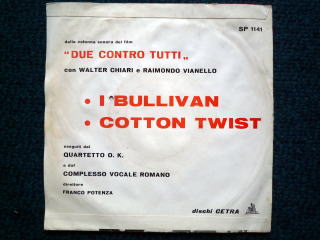 SP 1141
dalla colonna sonora del film
"DUE CONTRO TUTTI„
con WALTER CHIARI e RAIMONDO VIANELLO
• I BULLIVAN
• COTTON TWIST
eseguiti dal
QUARTETTO O. K.
e dal
COMPLESSO VOCALE ROMANO
direttore
FRANCO POTENZA
dischi CETRA